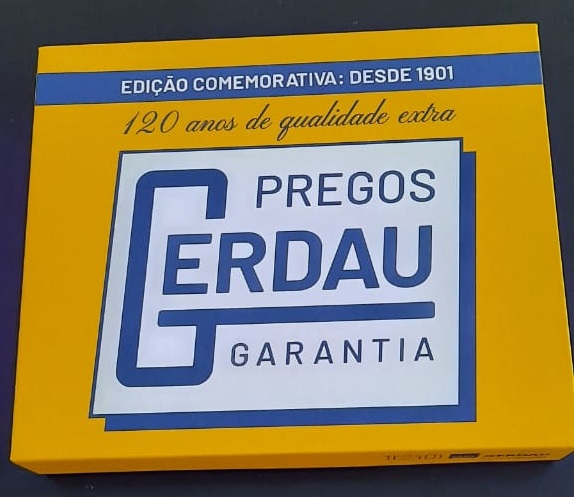 EDIÇÃO COMEMORATIVA: DESDE 1901
120 anos de qualidade extra
PREGOS
GERDAU
GARANTIA